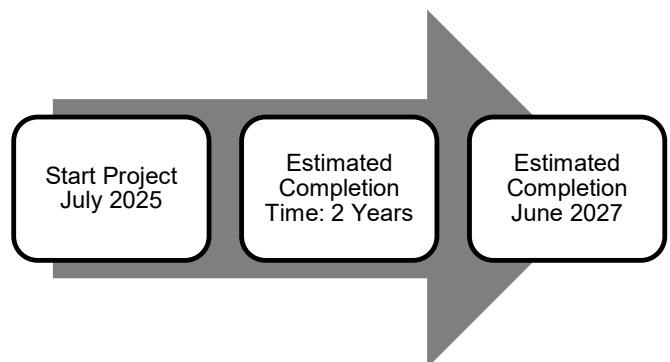 Start Project
July 2025
Estimated
Completion
Time: 2 Years
Estimated
Completion
June 2027